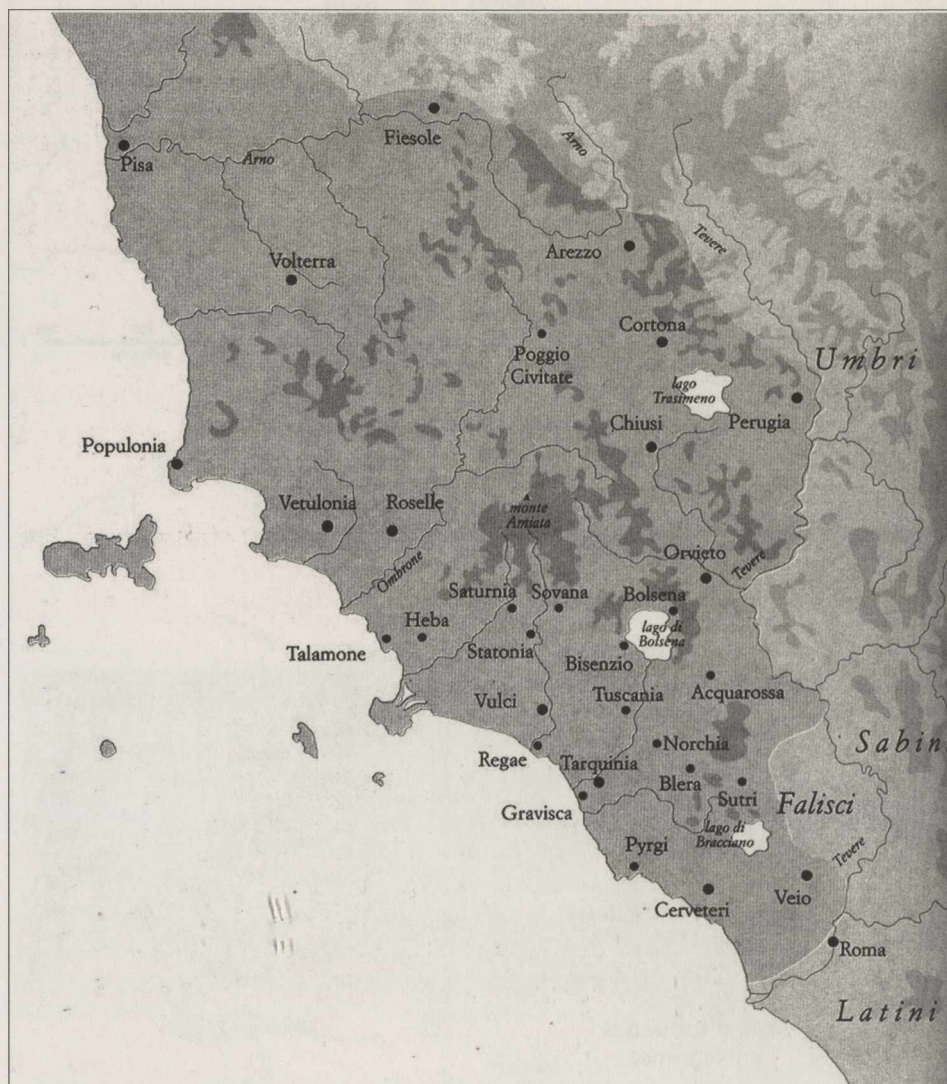 Fiesole
Pisa
Arno
Arno
Tevere
Arezzo
Volterra
Cortona
Poggio
Civitate
Umbri
lago
Trasimeno
Chiusi
Perugia
Populonia
Vetulonia
Roselle
monte
Amiata
Ombrone
Orvieto
Tevere
Saturnia
Sovana
Bolsena
Heba
lago di
Bolsena
Talamone
Statonia
Bisenzio
Vulci
Tuscania
Acquarossa
Regae
Norchia
Sabin
Tarquinia
Blera
Sutri
Falisci
Gravisca
lago di
Bracciano
Pyrgi
Tevere
Cerveteri
Veio
Roma
Latini